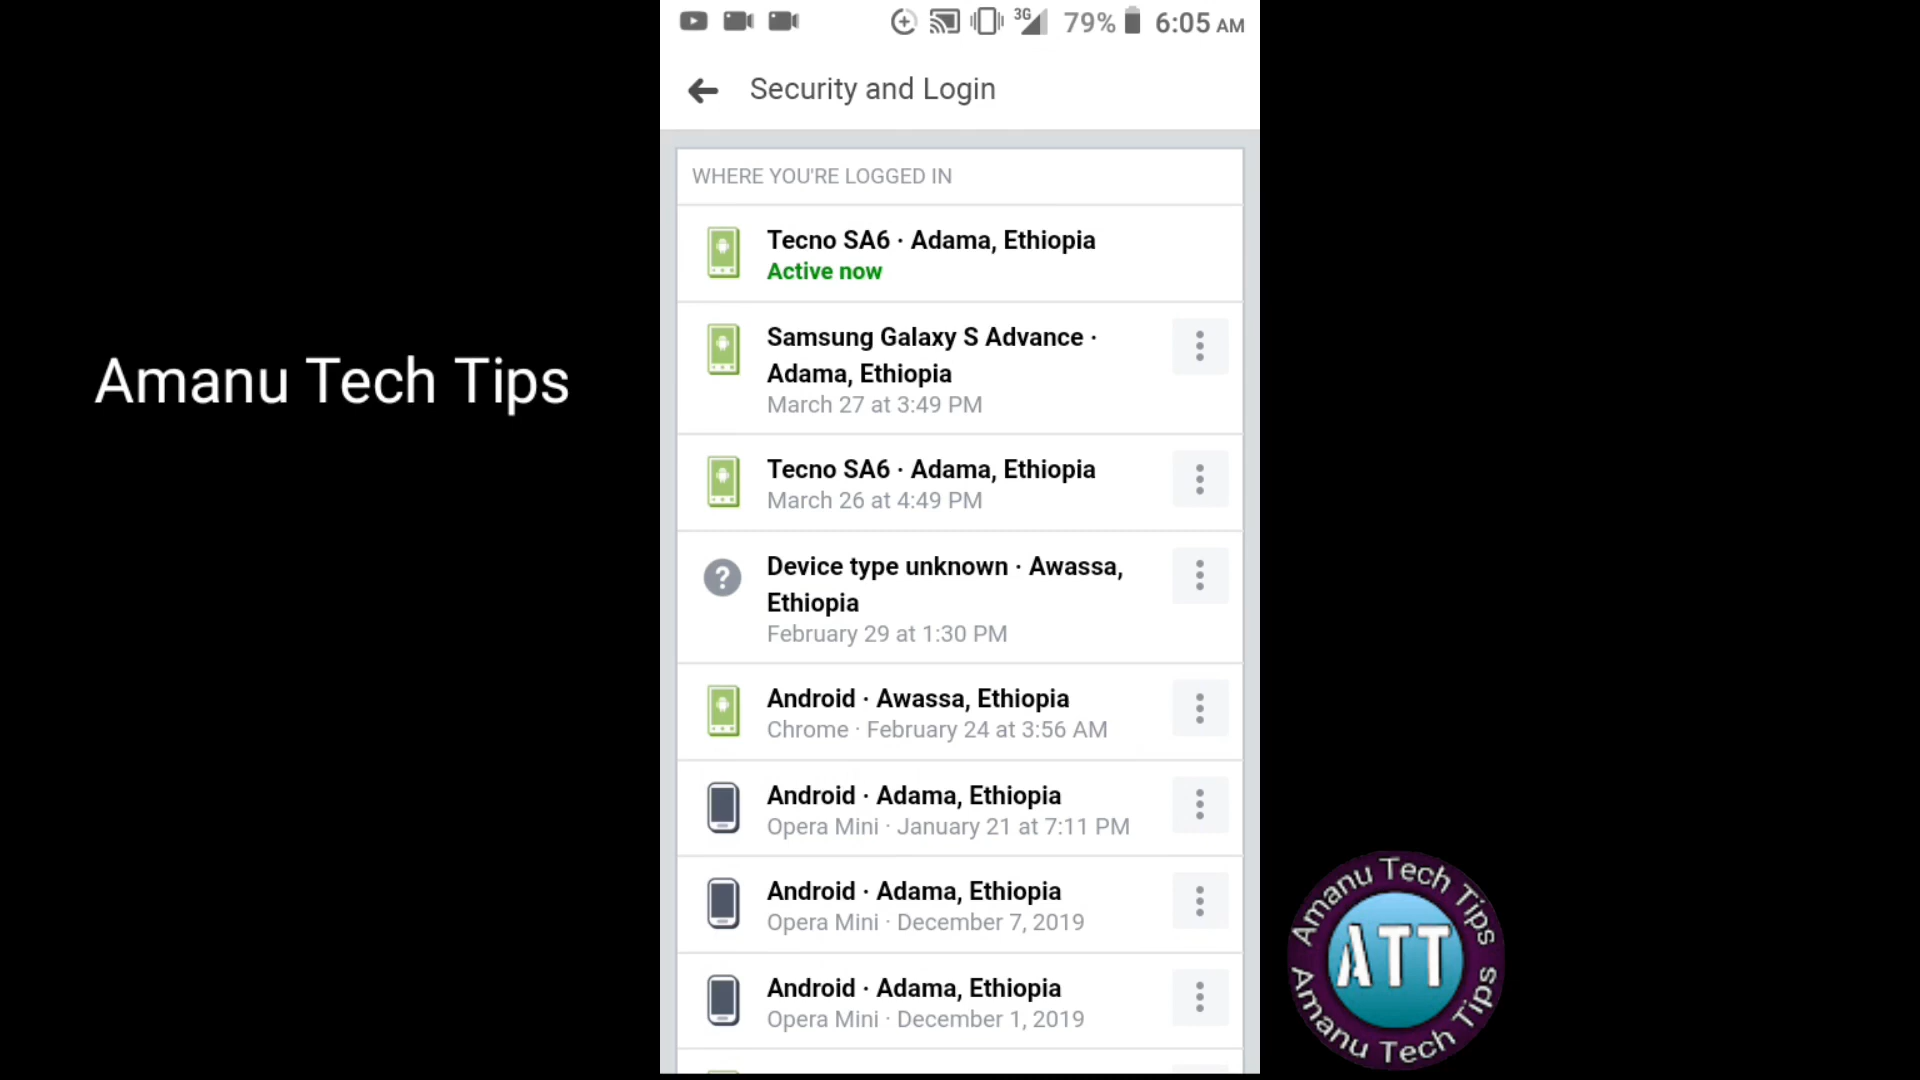 3G 79% 6:05 AM
Security and Login
WHERE YOU'RE LOGGED IN
Tecno SA6 · Adama, Ethiopia
Active now
Samsung Galaxy S Advance ·
Adama, Ethiopia
March 27 at 3:49 PM
Tecno SA6 · Adama, Ethiopia
March 26 at 4:49 PM
? Device type unknown · Awassa,
Ethiopia
February 29 at 1:30 PM
Android · Awassa, Ethiopia
Chrome · February 24 at 3:56 AM
Android · Adama, Ethiopia
Opera Mini · January 21 at 7:11 PM
Android · Adama, Ethiopia
Opera Mini · December 7, 2019
Android · Adama, Ethiopia
Opera Mini · December 1, 2019
Amanu Tech Tips
Amanu Tech Tips
ATT
Amanu Tech Tips